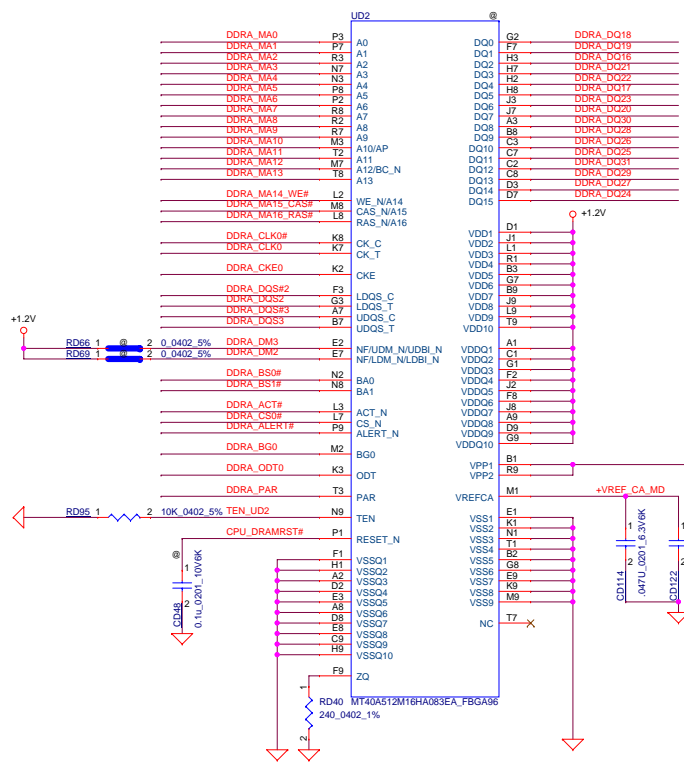 UD2 @
DDRA_MA0 P3 A0 DQ0 G2 DDRA_DQ18
DDRA_MA1 P7 A1 DQ1 F7 DDRA_DQ19
DDRA_MA2 R3 A2 DQ2 H3 DDRA_DQ16
DDRA_MA3 N7 A3 DQ3 H7 DDRA_DQ21
DDRA_MA4 N3 A4 DQ4 H2 DDRA_DQ22
DDRA_MA5 P8 A5 DQ5 H8 DDRA_DQ17
DDRA_MA6 P2 A6 DQ6 J3 DDRA_DQ23
DDRA_MA7 R8 A7 DQ7 J7 DDRA_DQ20
DDRA_MA8 R2 A8 DQ8 A3 DDRA_DQ30
DDRA_MA9 R7 A9 DQ9 B8 DDRA_DQ28
DDRA_MA10 M3 A10/AP DQ10 C3 DDRA_DQ26
DDRA_MA11 T2 A11 DQ11 C7 DDRA_DQ25
DDRA_MA12 M7 A12/BC_N DQ12 C2 DDRA_DQ31
DDRA_MA13 T8 A13 DQ13 C8 DDRA_DQ29
DQ14 D3 DDRA_DQ27
DDRA_MA14_WE# L2 WE_N/A14 DQ15 D7 DDRA_DQ24
DDRA_MA15_CAS# M8 CAS_N/A15
DDRA_MA16_RAS# L8 RAS_N/A16
+1.2V
DDRA_CLK0# K8 CK_C VDD1 D1
DDRA_CLK0 K7 CK_T VDD2 J1
VDD3 L1
VDD4 R1
DDRA_CKE0 K2 CKE VDD5 B3
VDD6 G7
DDRA_DQS#2 F3 LDQS_C VDD7 B9
DDRA_DQS2 G3 LDQS_T VDD8 J9
DDRA_DQS#3 A7 UDQS_C VDD9 L9
DDRA_DQS3 B7 UDQS_T VDD10 T9
+1.2V
RD66 1 @ 2 0_0402_5% DDRA_DM3 E2 NF/UDM_N/UDBI_N VDDQ1 A1
RD69 1 @ 2 0_0402_5% DDRA_DM2 E7 NF/LDM_N/LDBI_N VDDQ2 C1
VDDQ3 G1
DDRA_BS0# N2 BA0 VDDQ4 F2
DDRA_BS1# N8 BA1 VDDQ5 J2
VDDQ6 F8
DDRA_ACT# L3 ACT_N VDDQ7 J8
DDRA_CS0# L7 CS_N VDDQ8 A9
DDRA_ALERT# P9 ALERT_N VDDQ9 D9
VDDQ10 G9
DDRA_BG0 M2 BG0
VPP1 B1
DDRA_ODT0 K3 ODT VPP2 R9
DDRA_PAR T3 PAR VREFCA M1 +VREF_CA_MD
RD95 1 2 10K_0402_5% TEN_UD2 N9 TEN VSS1 E1
VSS2 K1
CPU_DRAMRST# P1 RESET_N VSS3 N1
VSS4 T1
VSSQ1 F1 VSS5 B2
VSSQ2 H1 VSS6 G8
VSSQ3 A2 VSS7 E9
VSSQ4 D2 VSS8 K9
VSSQ5 E3 VSS9 M9
VSSQ6 A8
VSSQ7 D8 NC T7
VSSQ8 E8
VSSQ9 C9
VSSQ10 H9
@ 1 2
CD48
0.1u_0201_10V6K
1 2
CD114
.047U_0201_6.3V6K
1 2
CD122
F9 ZQ
1 2
RD40
240_0402_1%
MT40A512M16HA083EA_FBGA96